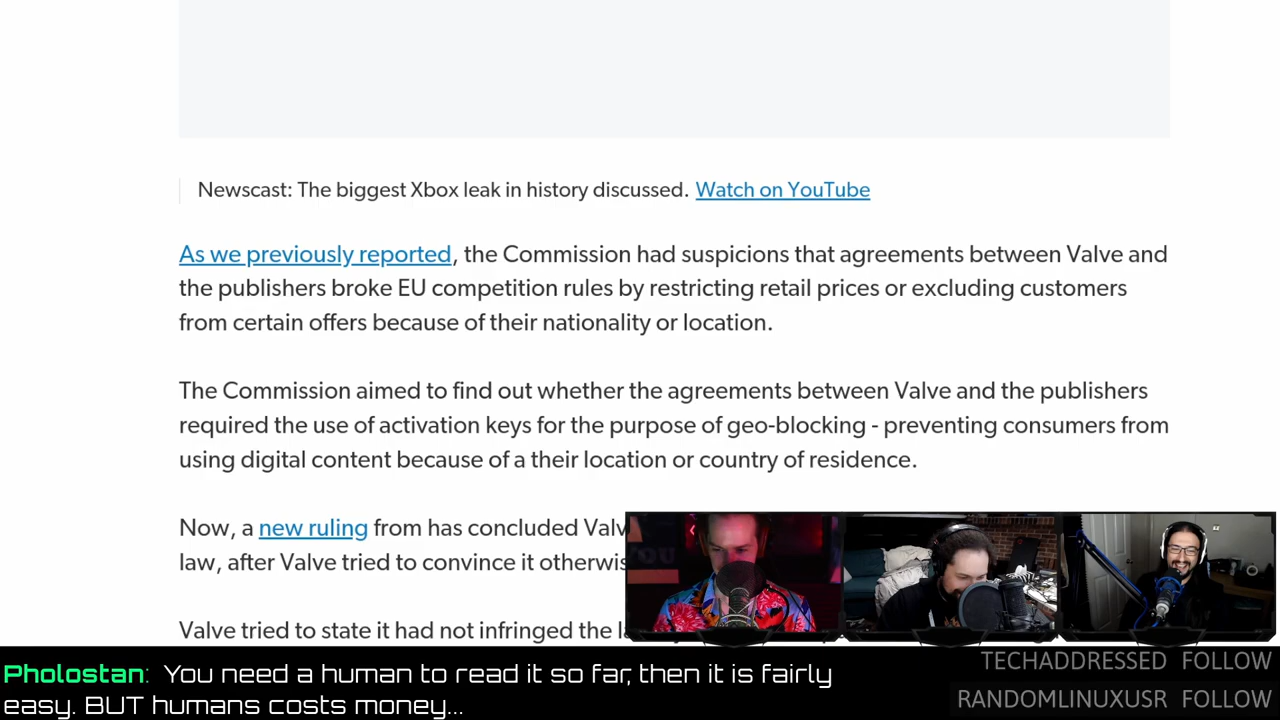 Newscast: The biggest Xbox leak in history discussed. Watch on YouTube
As we previously reported, the Commission had suspicions that agreements between Valve and
the publishers broke EU competition rules by restricting retail prices or excluding customers
from certain offers because of their nationality or location.
The Commission aimed to find out whether the agreements between Valve and the publishers
required the use of activation keys for the purpose of geo-blocking - preventing consumers from
using digital content because of a their location or country of residence.
Now, a new ruling from has concluded Valv
law, after Valve tried to convince it otherwis
Valve tried to state it had not infringed the
TECHADDRESSED FOLLOW
RANDOMLINUXUSR FOLLOW
Pholostan: You need a human to read it so far, then it is fairly
easy. BUT humans costs money...